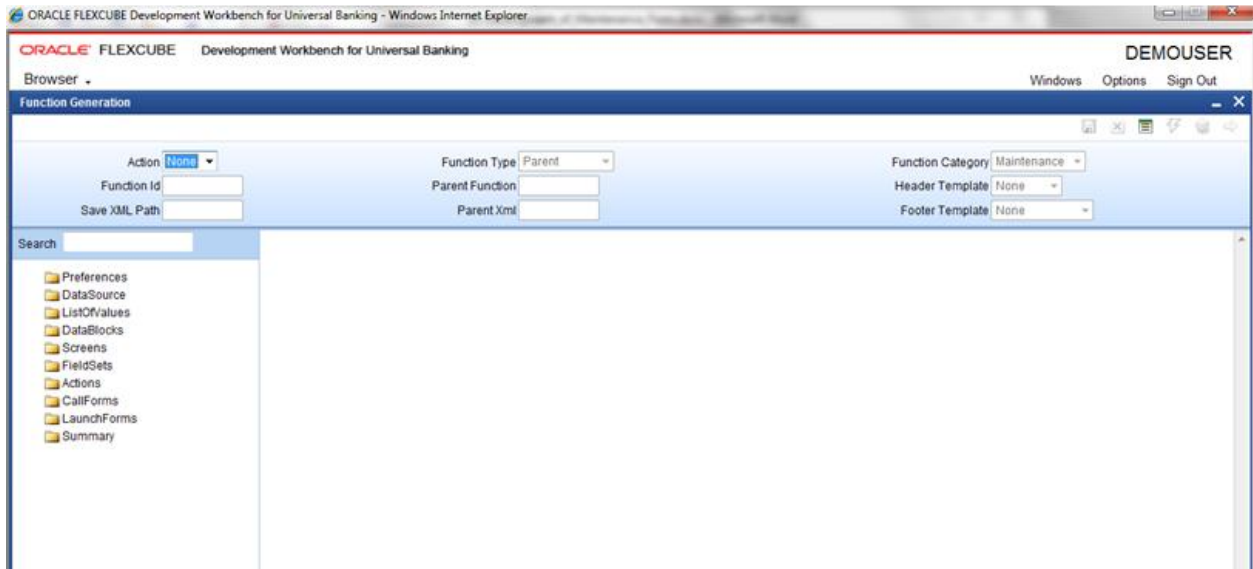 ORACLE FLEXCUBE Development Workbench for Universal Banking - Windows Internet Explorer
ORACLE FLEXCUBE Development Workbench for Universal Banking DEMOUSER
Browser Windows Options Sign Out
Function Generation
Action None Function Type Parent Function Category Maintenance
Function Id Parent Function Header Template None
Save XML Path Parent Xml Footer Template None
Search
Preferences
DataSource
ListOfValues
DataBlocks
Screens
FieldSets
Actions
CallForms
LaunchForms
Summary